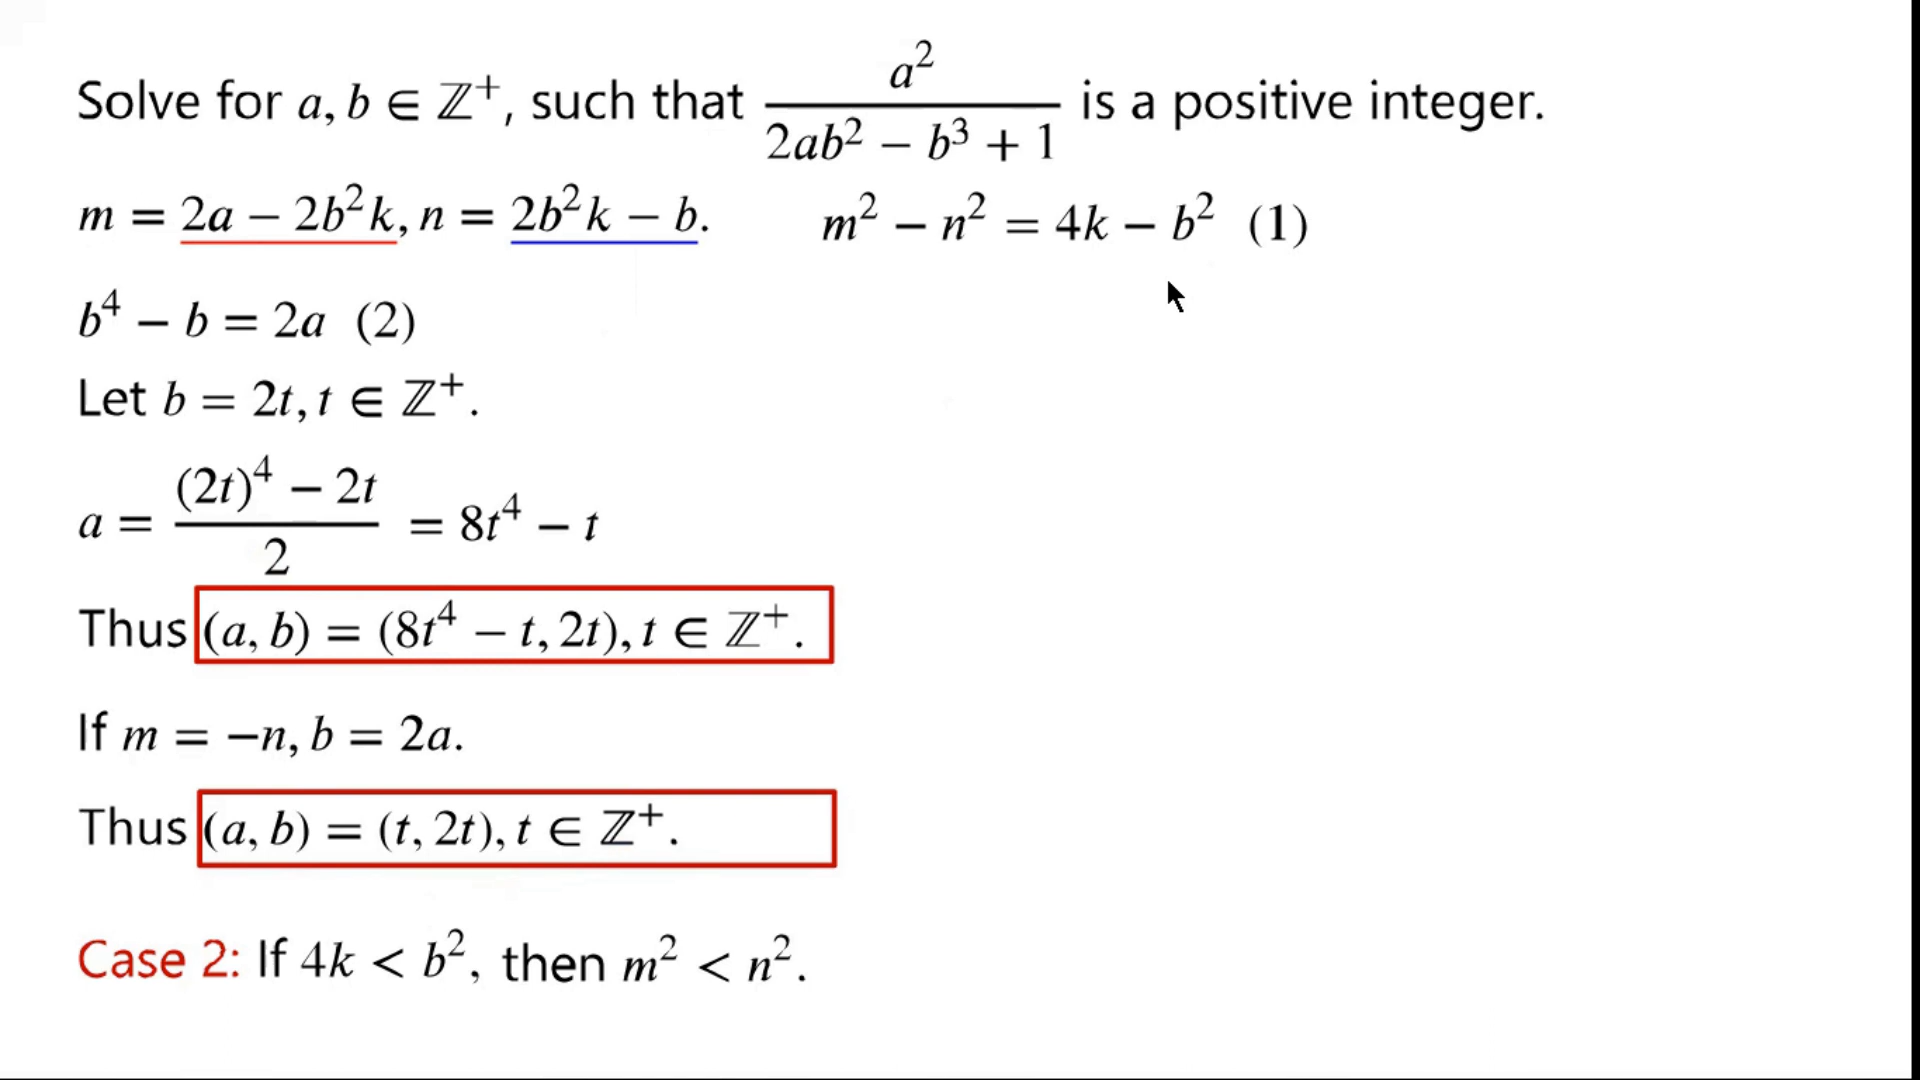 Solve for a, b ∈ ℤ⁺, such that a² / (2ab² − b³ + 1) is a positive integer.
m = 2a − 2b²k, n = 2b²k − b. m² − n² = 4k − b² (1)
b⁴ − b = 2a (2)
Let b = 2t, t ∈ ℤ⁺.
a = ((2t)⁴ − 2t) / 2 = 8t⁴ − t
Thus (a, b) = (8t⁴ − t, 2t), t ∈ ℤ⁺.
If m = −n, b = 2a.
Thus (a, b) = (t, 2t), t ∈ ℤ⁺.
Case 2: If 4k < b², then m² < n².